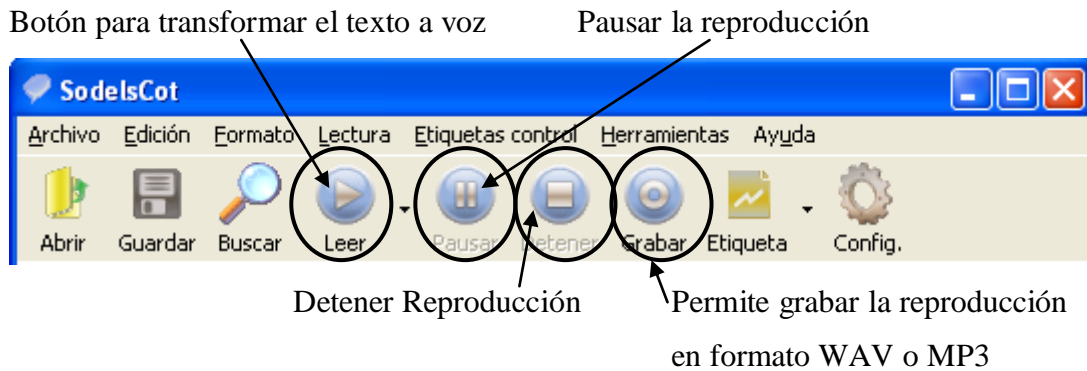 Botón para transformar el texto a voz Pausar la reproducción
SodelsCot
Archivo Edición Formato Lectura Etiquetas control Herramientas Ayuda
Abrir Guardar Buscar Leer Pausar Detener Grabar Etiqueta Config.
Detener Reproducción Permite grabar la reproducción
en formato WAV o MP3